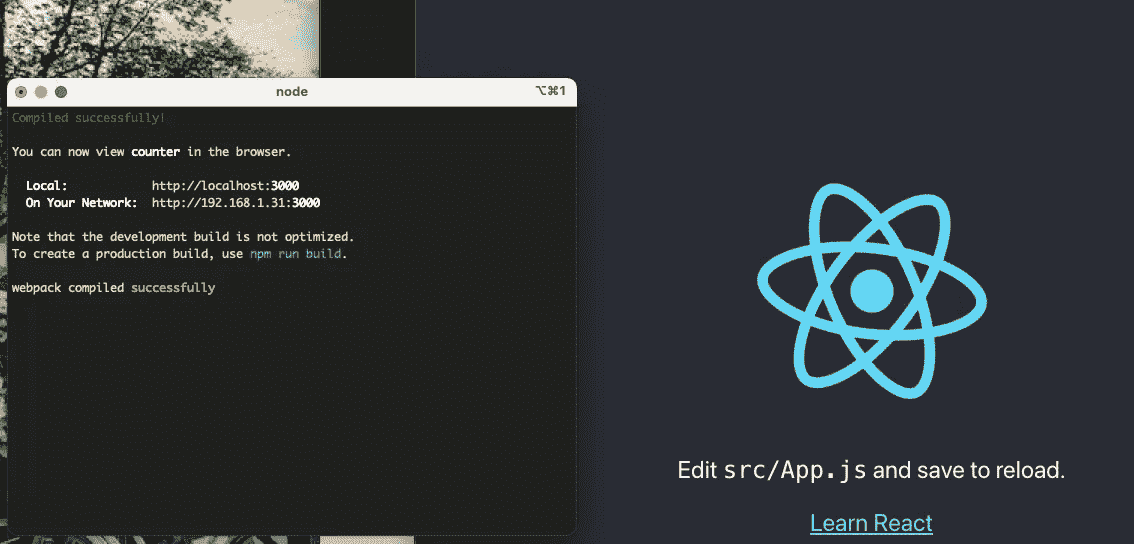 node
⌥⌘1
Compiled successfully!
You can now view counter in the browser.
Local: http://localhost:3000
On Your Network: http://192.168.1.31:3000
Note that the development build is not optimized.
To create a production build, use npm run build.
webpack compiled successfully
Edit src/App.js and save to reload.
Learn React